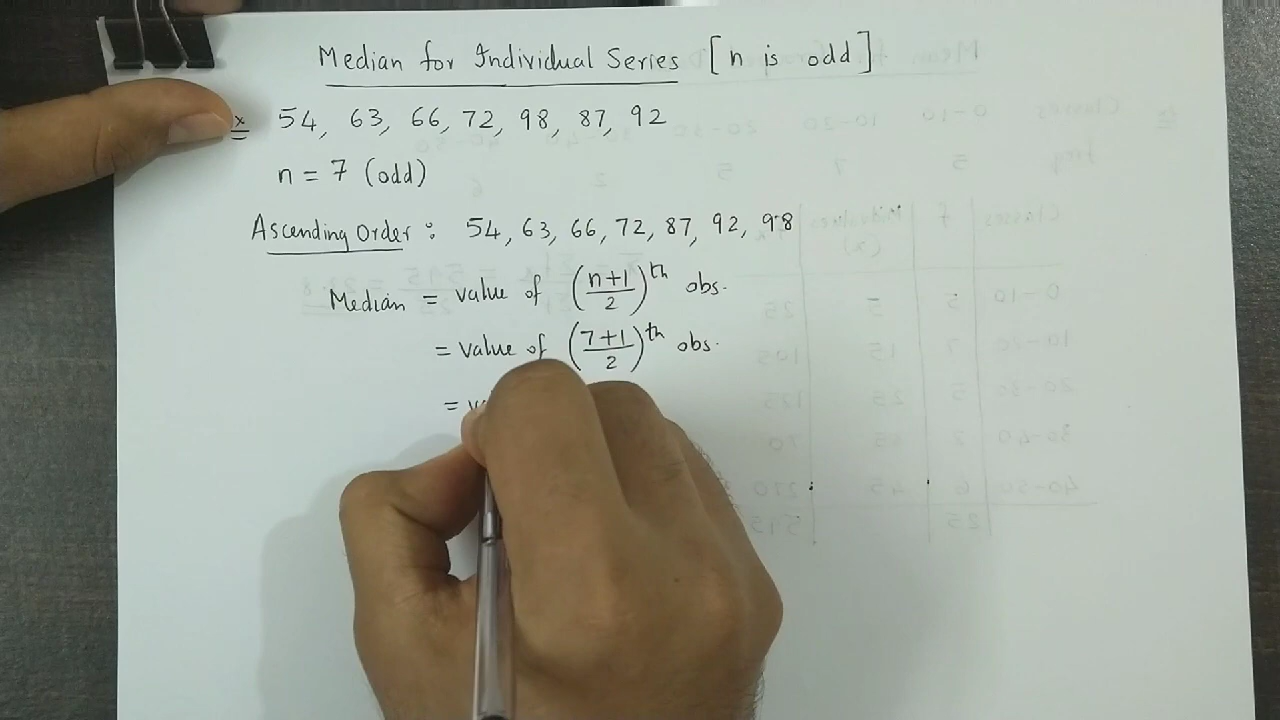 Median for Individual Series [n is odd]
x 54, 63, 66, 72, 98, 87, 92
n = 7 (odd)
Ascending Order : 54, 63, 66, 72, 87, 92, 98
Median = value of (n+1/2)th obs.
= value of (7+1/2)th obs.
=